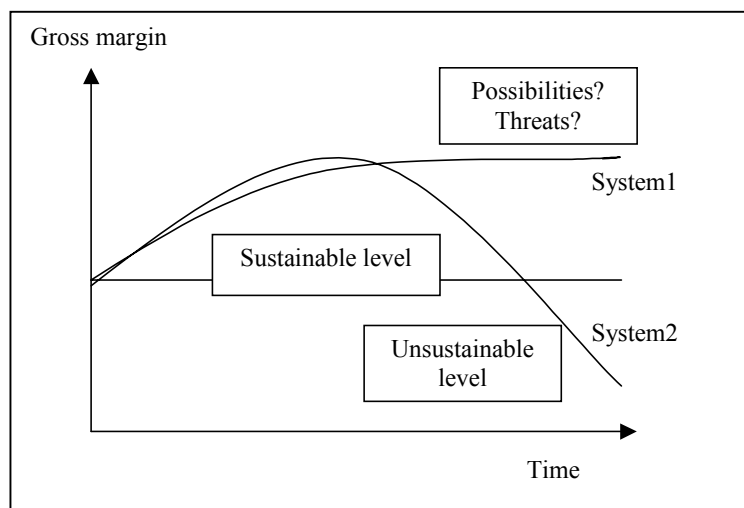 Gross margin
Possibilities?
Threats?
System1
Sustainable level
System2
Unsustainable
level
Time